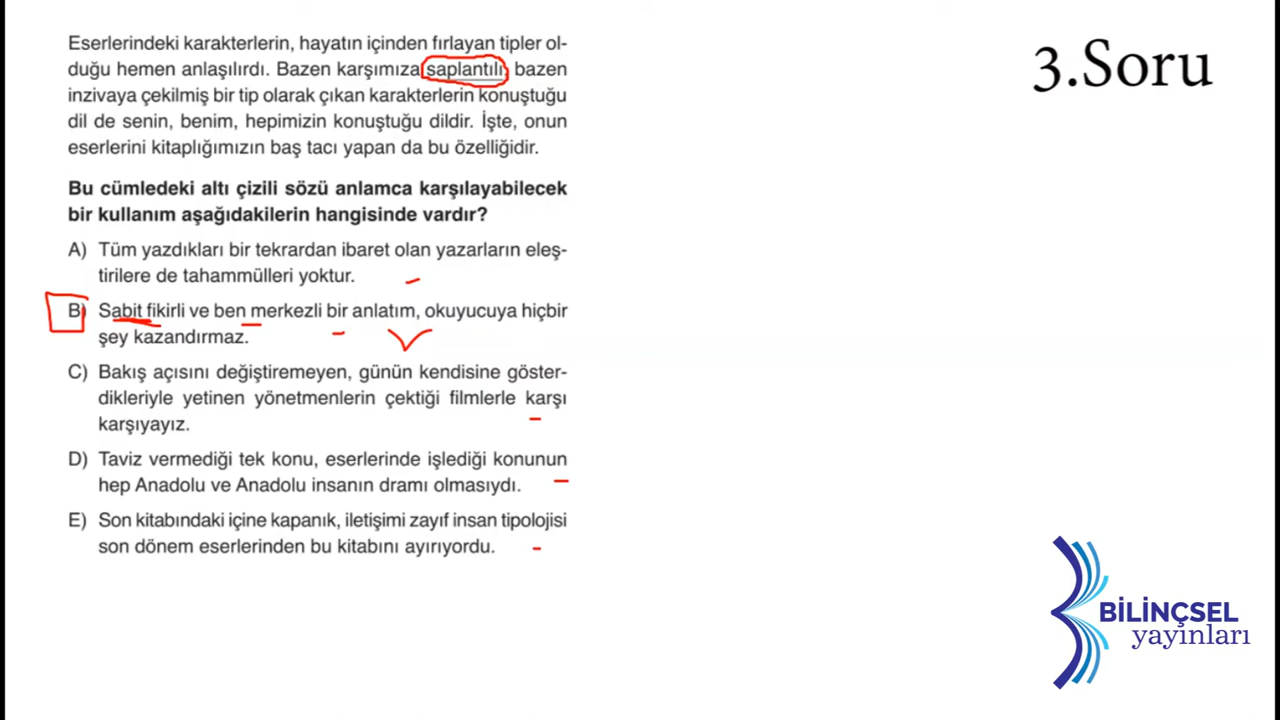 3.Soru
Eserlerindeki karakterlerin, hayatın içinden fırlayan tipler ol-
duğu hemen anlaşılırdı. Bazen karşımıza saplantılı, bazen
inzivaya çekilmiş bir tip olarak çıkan karakterlerin konuştuğu
dil de senin, benim, hepimizin konuştuğu dildir. İşte, onun
eserlerini kitaplığımızın baş tacı yapan da bu özelliğidir.
Bu cümledeki altı çizili sözü anlamca karşılayabilecek
bir kullanım aşağıdakilerin hangisinde vardır?
A) Tüm yazdıkları bir tekrardan ibaret olan yazarların eleş-
tirilere de tahammülleri yoktur.
B) Sabit fikirli ve ben merkezli bir anlatım, okuyucuya hiçbir
şey kazandırmaz.
C) Bakış açısını değiştiremeyen, günün kendisine göster-
dikleriyle yetinen yönetmenlerin çektiği filmlerle karşı
karşıyayız.
D) Taviz vermediği tek konu, eserlerinde işlediği konunun
hep Anadolu ve Anadolu insanın dramı olmasıydı.
E) Son kitabındaki içine kapanık, iletişimi zayıf insan tipolojisi
son dönem eserlerinden bu kitabını ayırıyordu.
BİLİNÇSEL
yayınları